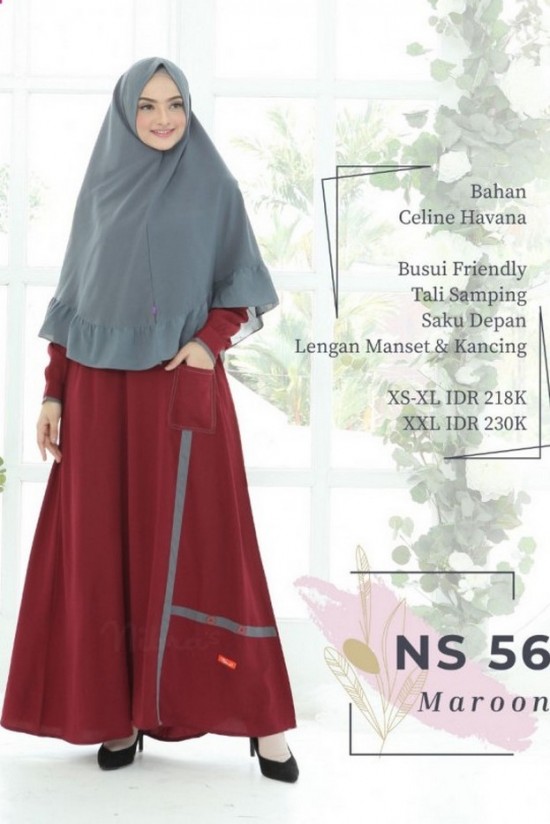 Bahan
Celine Havana
Busui Friendly
Tali Samping
Saku Depan
Lengan Manset & Kancing
XS-XL IDR 218K
XXL IDR 230K
NS 56
Maroon